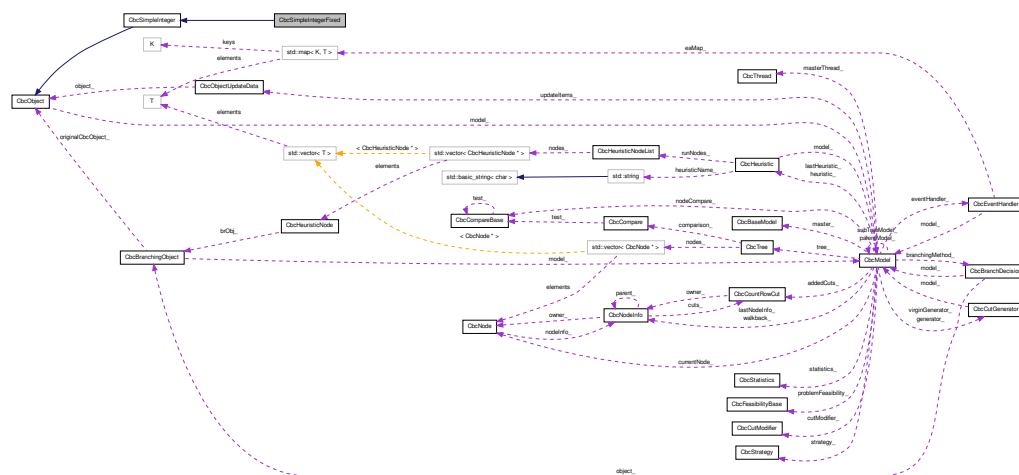 CbcSimpleInteger
CbcSimpleIntegerFixed
K
keys
std::map< K, T >
eaMap_
elements
masterThread_
CbcThread
CbcObjectUpdateData
object_
updateItems_
CbcObject
T
elements
model_
originalCbcObject_
< CbcHeuristicNode * >
std::vector< T >
std::vector< CbcHeuristicNode * >
nodes_
CbcHeuristicNodeList
runNodes_
model_
CbcHeuristic
elements
std::basic_string< char >
std::string
heuristicName_
lastHeuristic_
heuristic_
test_
nodeCompare_
eventHandler_
CbcEventHandler
CbcHeuristicNode
CbcCompareBase
test_
CbcCompare
master_
CbcBaseModel
model_
brObj_
< CbcNode * >
comparison_
subTreeModel_
parentModel_
std::vector< CbcNode * >
nodes_
CbcTree
tree_
CbcBranchingObject
model_
CbcModel
branchingMethod_
model_
CbcBranchDecision
elements
parent_
owner_
CbcCountRowCut
addedCuts_
model_
cuts_
CbcNode
owner_
CbcNodeInfo
lastNodeInfo_
walkback_
virginGenerator_
generator_
CbcCutGenerator
nodeInfo_
currentNode_
statistics_
CbcStatistics
problemFeasibility_
CbcFeasibilityBase
cutModifier_
CbcCutModifier
strategy_
CbcStrategy
object_